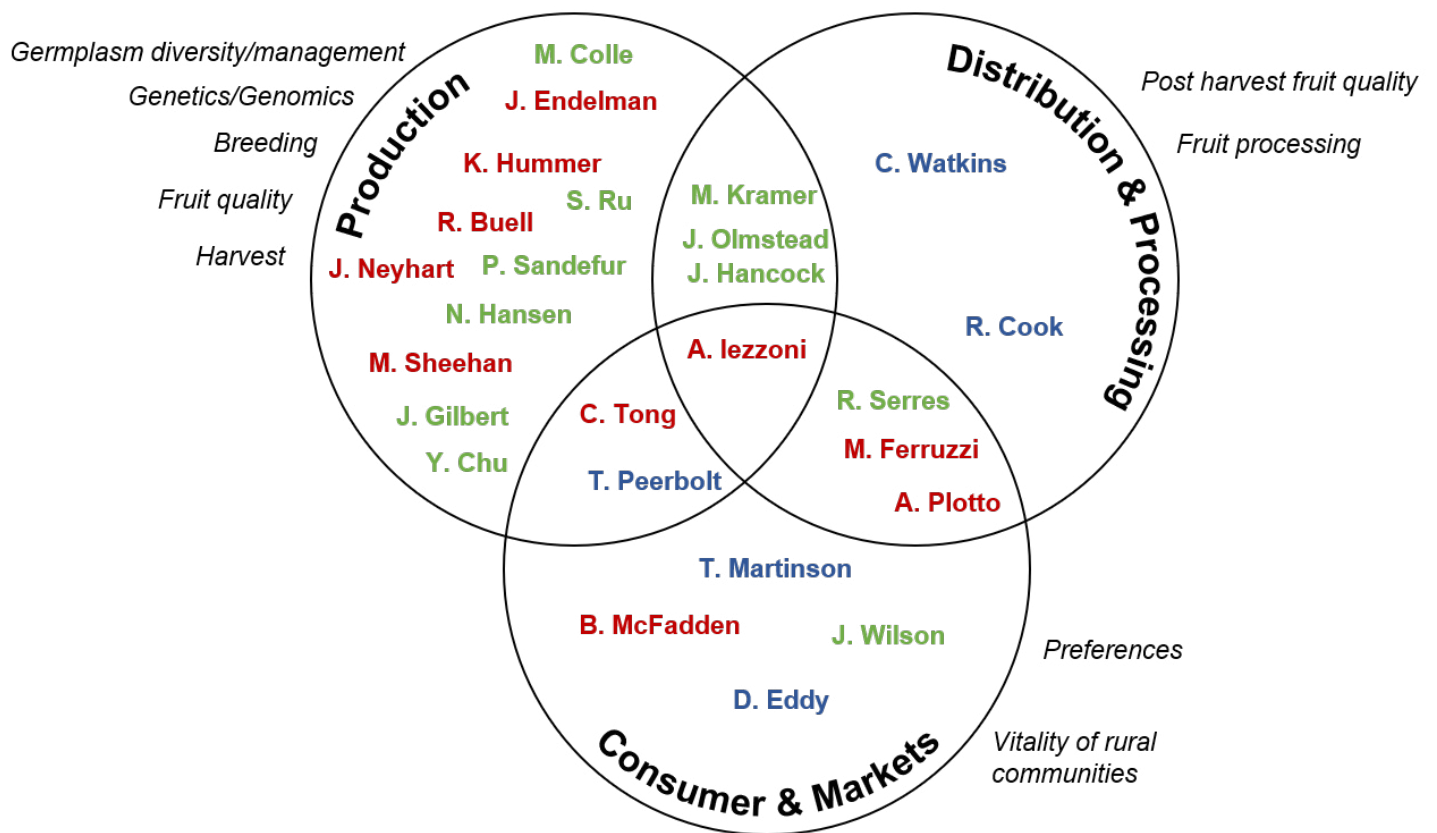 Germplasm diversity/management
Genetics/Genomics
Breeding
Fruit quality
Harvest
Production
M. Colle
J. Endelman
K. Hummer
S. Ru
R. Buell
J. Neyhart
P. Sandefur
N. Hansen
M. Sheehan
J. Gilbert
Y. Chu
M. Kramer
J. Olmstead
J. Hancock
A. Iezzoni
C. Tong
T. Peerbolt
Distribution & Processing
Post harvest fruit quality
Fruit processing
C. Watkins
R. Cook
R. Serres
M. Ferruzzi
A. Plotto
T. Martinson
B. McFadden
J. Wilson
D. Eddy
Consumer & Markets
Preferences
Vitality of rural
communities